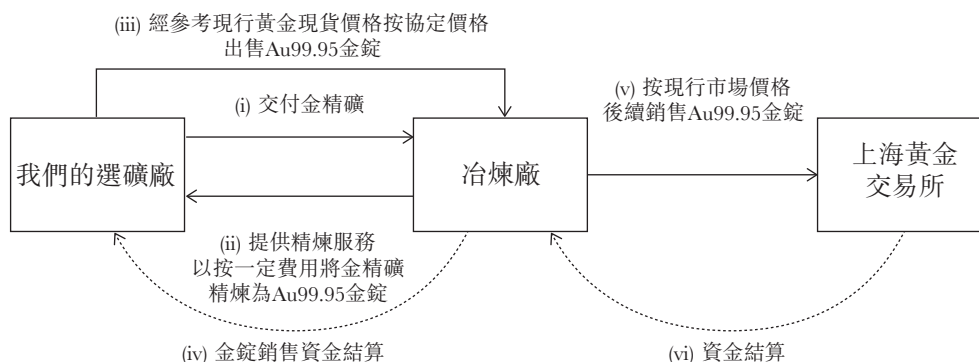 (iii) 經參考現行黃金現貨價格按協定價格
出售Au99.95金錠
(i) 交付金精礦
(v) 按現行市場價格
後續銷售Au99.95金錠
我們的選礦廠
冶煉廠
上海黃金
交易所
(ii) 提供精煉服務
以按一定費用將金精礦
精煉為Au99.95金錠
(iv) 金錠銷售資金結算
(vi) 資金結算